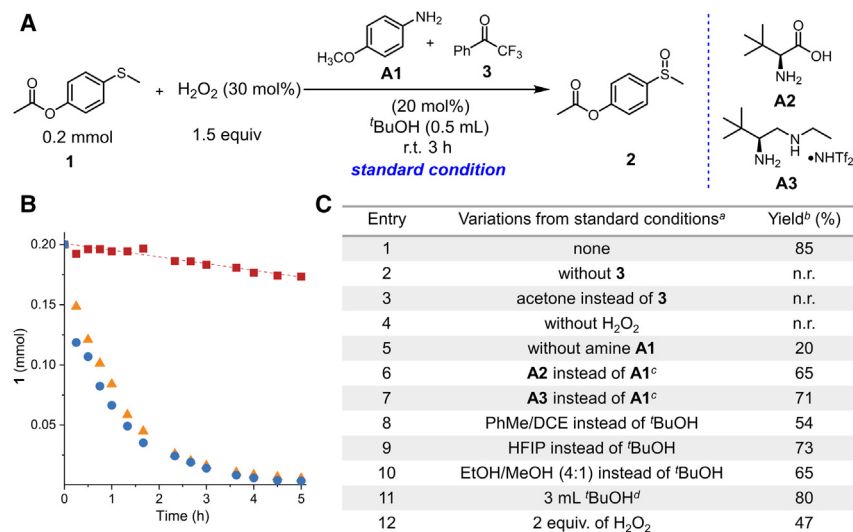 A
NH₂
H₃CO
A1
+
O
Ph
CF₃
3
O
O
S
0.2 mmol
1
+
H₂O₂ (30 mol%)
1.5 equiv
(20 mol%)
ᵗBuOH (0.5 mL)
r.t. 3 h
standard condition
O
S
O
O
2
O
OH
NH₂
A2
N
H
NH₂
•NHTf₂
A3
B
1 (mmol)
0.20
0.15
0.10
0.05
0 1 2 3 4 5
Time (h)
C
Entry Variations from standard conditionsᵃ Yieldᵇ (%)
1 none 85
2 without 3 n.r.
3 acetone instead of 3 n.r.
4 without H₂O₂ n.r.
5 without amine A1 20
6 A2 instead of A1ᶜ 65
7 A3 instead of A1ᶜ 71
8 PhMe/DCE instead of ᵗBuOH 54
9 HFIP instead of ᵗBuOH 73
10 EtOH/MeOH (4:1) instead of ᵗBuOH 65
11 3 mL ᵗBuOHᵈ 80
12 2 equiv. of H₂O₂ 47